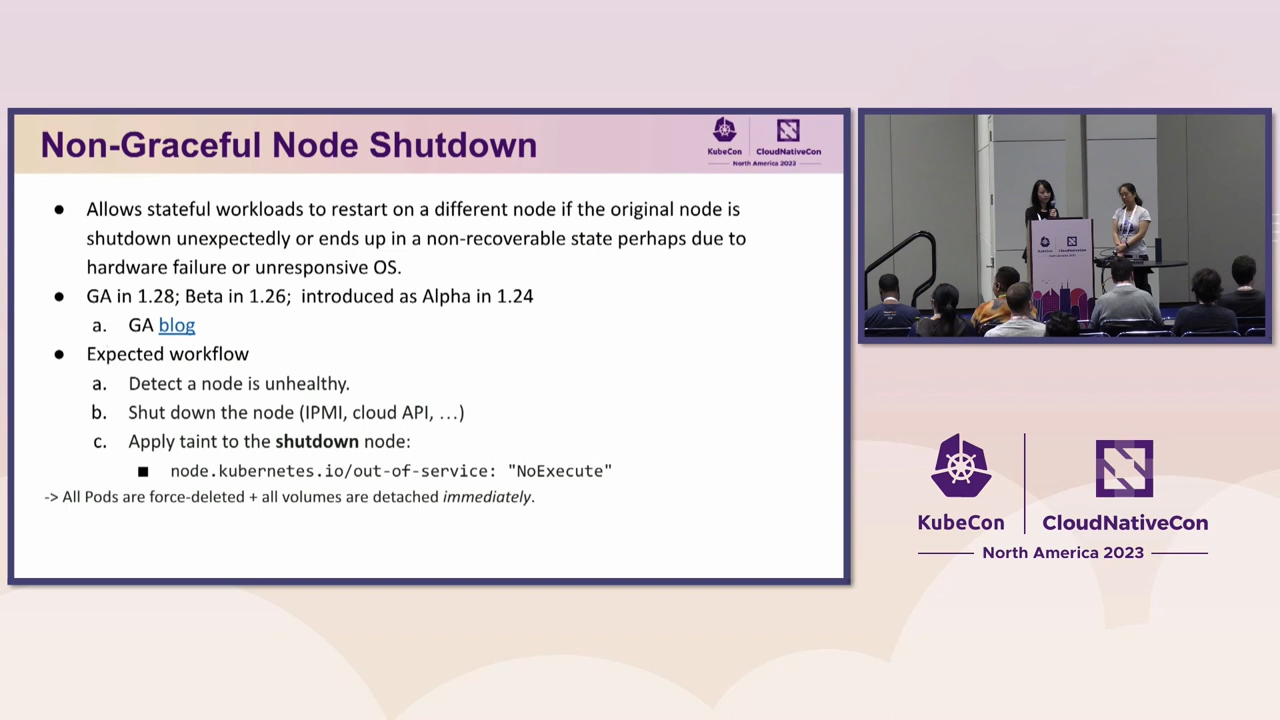 Non-Graceful Node Shutdown
KubeCon
CloudNativeCon
North America 2023
● Allows stateful workloads to restart on a different node if the original node is
shutdown unexpectedly or ends up in a non-recoverable state perhaps due to
hardware failure or unresponsive OS.
● GA in 1.28; Beta in 1.26; introduced as Alpha in 1.24
a. GA blog
● Expected workflow
a. Detect a node is unhealthy.
b. Shut down the node (IPMI, cloud API, …)
c. Apply taint to the shutdown node:
■ node.kubernetes.io/out-of-service: "NoExecute"
-> All Pods are force-deleted + all volumes are detached immediately.
KubeCon
CloudNativeCon
North America 2023